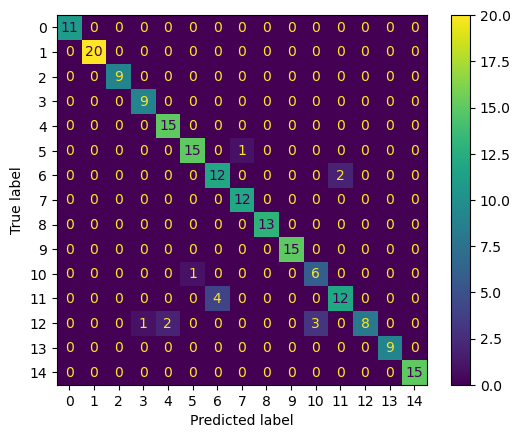 0 11 0 0 0 0 0 0 0 0 0 0 0 0 0 0 20.0
1 0 20 0 0 0 0 0 0 0 0 0 0 0 0 0
2 0 0 9 0 0 0 0 0 0 0 0 0 0 0 0 17.5
3 0 0 0 9 0 0 0 0 0 0 0 0 0 0 0
4 0 0 0 0 15 0 0 0 0 0 0 0 0 0 0 15.0
5 0 0 0 0 0 15 0 1 0 0 0 0 0 0 0
6 0 0 0 0 0 0 12 0 0 0 0 2 0 0 0 12.5
7 0 0 0 0 0 0 0 12 0 0 0 0 0 0 0
True label
8 0 0 0 0 0 0 0 0 13 0 0 0 0 0 0 10.0
9 0 0 0 0 0 0 0 0 0 15 0 0 0 0 0
10 0 0 0 0 0 1 0 0 0 0 6 0 0 0 0 7.5
11 0 0 0 0 0 0 4 0 0 0 0 12 0 0 0 5.0
12 0 0 0 1 2 0 0 0 0 0 3 0 8 0 0
13 0 0 0 0 0 0 0 0 0 0 0 0 0 9 0 2.5
14 0 0 0 0 0 0 0 0 0 0 0 0 0 0 15 0.0
0 1 2 3 4 5 6 7 8 9 10 11 12 13 14
Predicted label